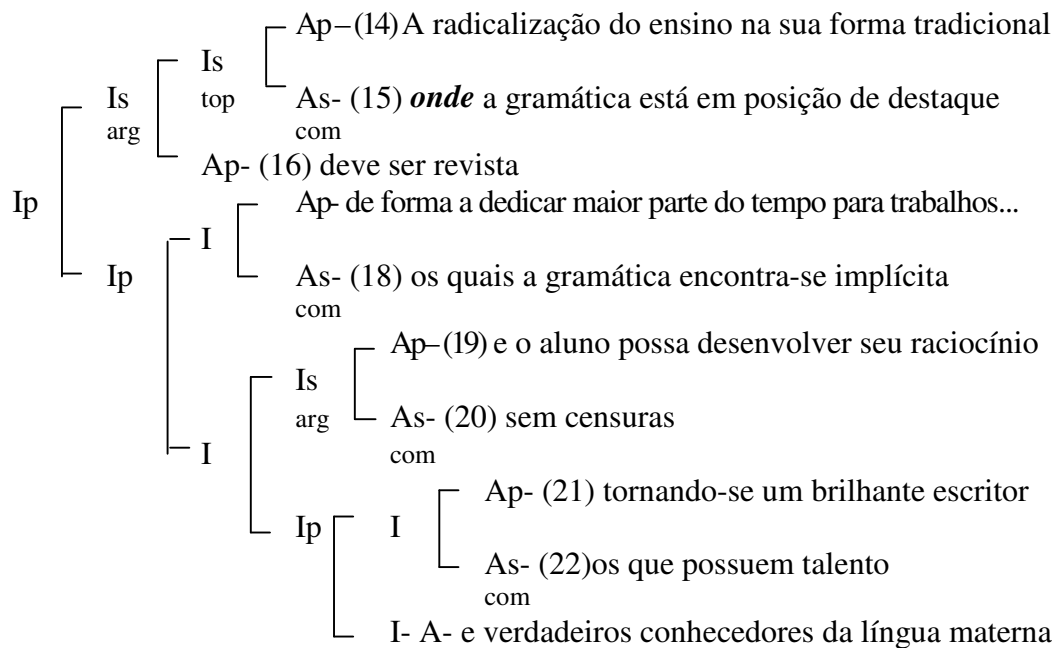 Ap–(14) A radicalização do ensino na sua forma tradicional
Is
top
Is
arg
As- (15) onde a gramática está em posição de destaque
com
Ap- (16) deve ser revista
Ip
Ap- de forma a dedicar maior parte do tempo para trabalhos...
I
Ip
As- (18) os quais a gramática encontra-se implícita
com
Ap–(19) e o aluno possa desenvolver seu raciocínio
Is
arg
As- (20) sem censuras
com
I
Ap- (21) tornando-se um brilhante escritor
Ip
I
As- (22)os que possuem talento
com
I- A- e verdadeiros conhecedores da língua materna